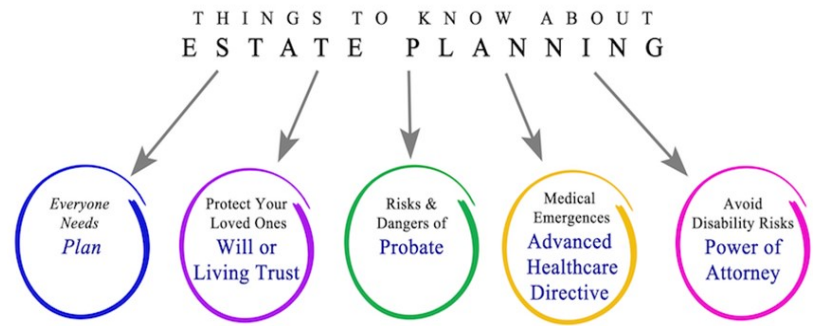 THINGS TO KNOW ABOUT
ESTATE PLANNING
Everyone
Needs
Plan
Protect Your
Loved Ones
Will or
Living Trust
Risks &
Dangers of
Probate
Medical
Emergences
Advanced
Healthcare
Directive
Avoid
Disability Risks
Power of
Attorney